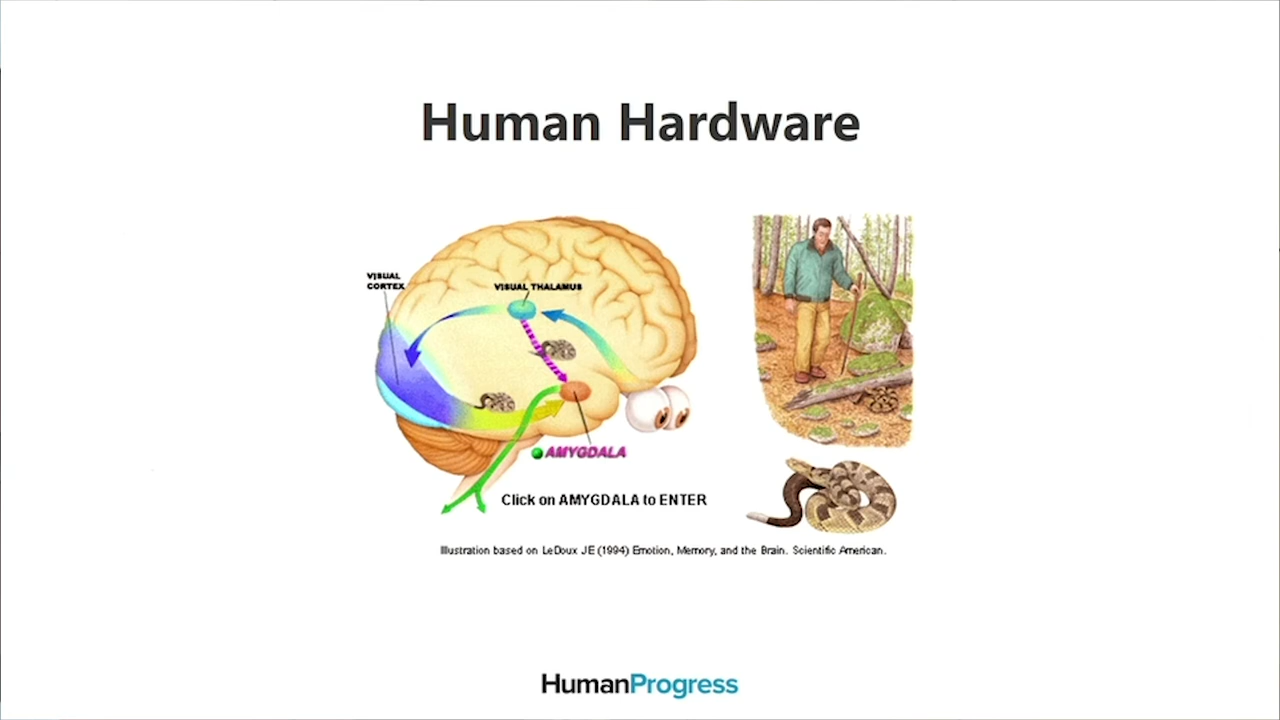 Human Hardware
VISUAL
CORTEX
VISUAL THALAMUS
AMYGDALA
Click on AMYGDALA to ENTER
Illustration based on LeDoux JE (1994) Emotion, Memory, and the Brain. Scientific American.
HumanProgress